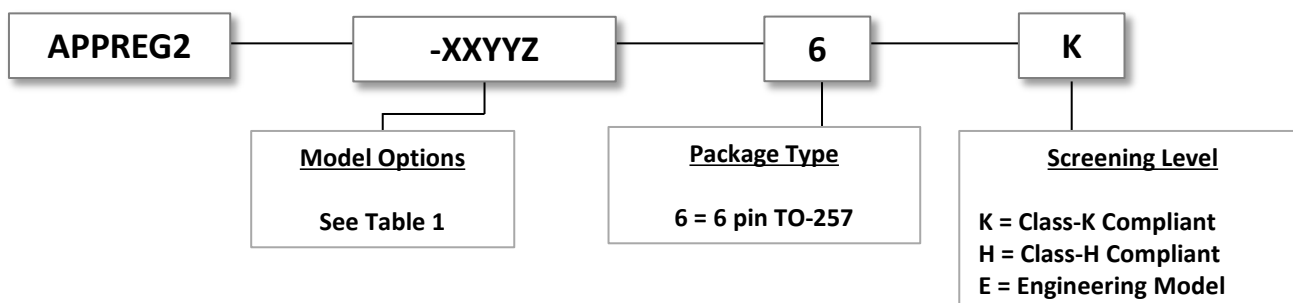 APPREG2
-XXYYZ
6
K
Model Options
See Table 1
Package Type
6 = 6 pin TO-257
Screening Level
K = Class-K Compliant
H = Class-H Compliant
E = Engineering Model